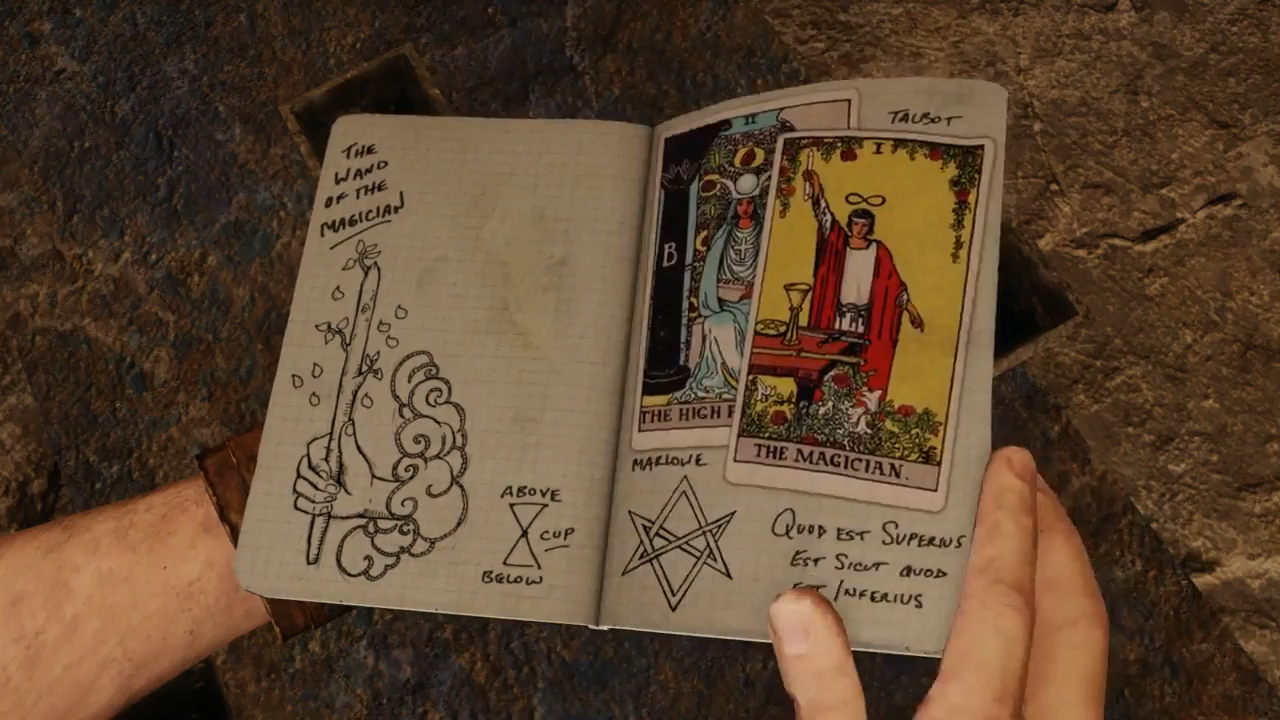 THE
WAND
OF THE
MAGICIAN
ABOVE
CUP
BELOW
TALBOT
II
B
THE HIGH P
I
THE MAGICIAN.
MARLOWE
QUOD EST SUPERIUS
EST SICUT QUOD
EST INFERIUS